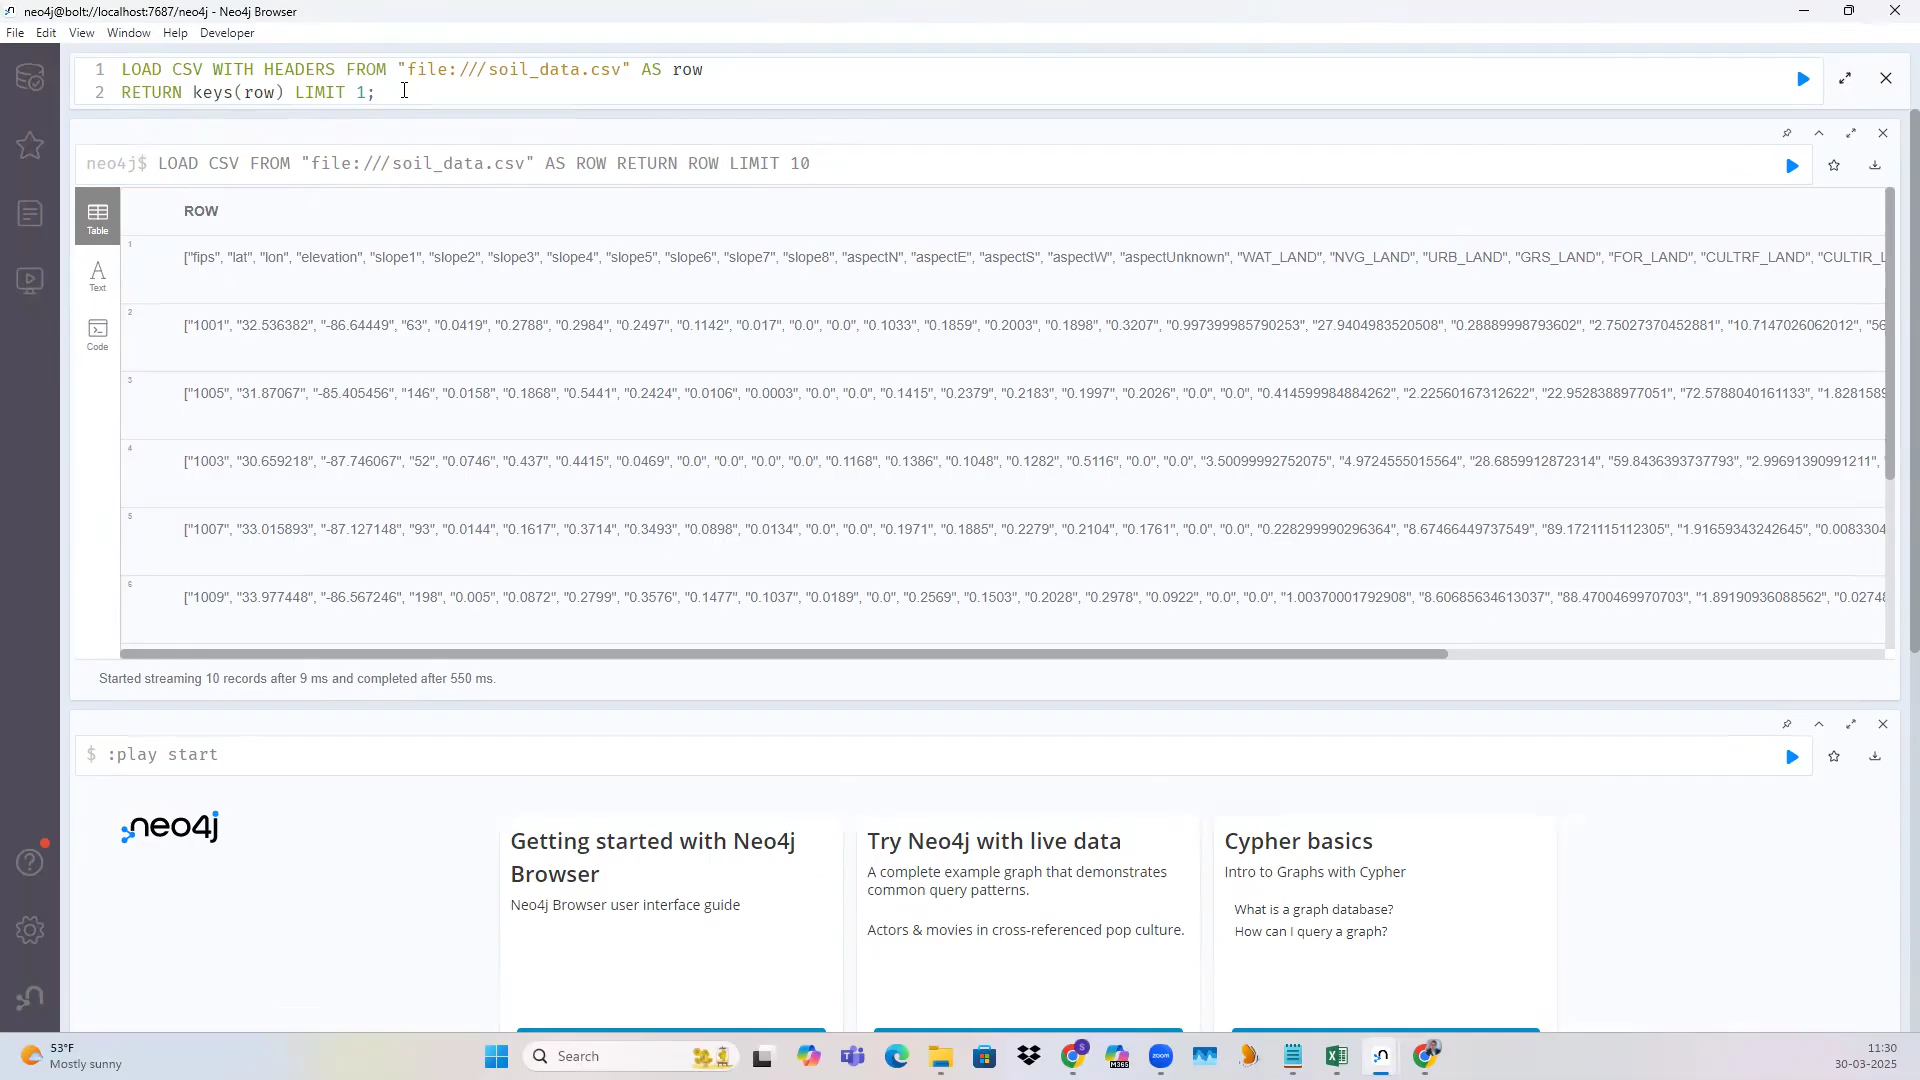 neo4j@bolt://localhost:7687/neo4j - Neo4j Browser
File Edit View Window Help Developer
1 LOAD CSV WITH HEADERS FROM "file:///soil_data.csv" AS row
2 RETURN keys(row) LIMIT 1;
neo4j$ LOAD CSV FROM "file:///soil_data.csv" AS ROW RETURN ROW LIMIT 10
Table
Text
Code
ROW
1
["fips", "lat", "lon", "elevation", "slope1", "slope2", "slope3", "slope4", "slope5", "slope6", "slope7", "slope8", "aspectN", "aspectE", "aspectS", "aspectW", "aspectUnknown", "WAT_LAND", "NVG_LAND", "URB_LAND", "GRS_LAND", "FOR_LAND", "CULTRF_LAND", "CULTIR_L
2
["1001", "32.536382", "-86.64449", "63", "0.0419", "0.2788", "0.2984", "0.2497", "0.1142", "0.017", "0.0", "0.0", "0.1033", "0.1859", "0.2003", "0.1898", "0.3207", "0.997399985790253", "27.9404983520508", "0.28889998793602", "2.75027370452881", "10.7147026062012", "56
3
["1005", "31.87067", "-85.405456", "146", "0.0158", "0.1868", "0.5441", "0.2424", "0.0106", "0.0003", "0.0", "0.0", "0.1415", "0.2379", "0.2183", "0.1997", "0.2026", "0.0", "0.0", "0.414599984884262", "2.22560167312622", "22.9528388977051", "72.5788040161133", "1.8281589
4
["1003", "30.659218", "-87.746067", "52", "0.0746", "0.437", "0.4415", "0.0469", "0.0", "0.0", "0.0", "0.0", "0.1168", "0.1386", "0.1048", "0.1282", "0.5116", "0.0", "0.0", "3.50099992752075", "4.9724555015564", "28.6859912872314", "59.8436393737793", "2.99691390991211", "
5
["1007", "33.015893", "-87.127148", "93", "0.0144", "0.1617", "0.3714", "0.3493", "0.0898", "0.0134", "0.0", "0.0", "0.1971", "0.1885", "0.2279", "0.2104", "0.1761", "0.0", "0.0", "0.228299990296364", "8.67466449737549", "89.1721115112305", "1.91659343242645", "0.0083304
6
["1009", "33.977448", "-86.567246", "198", "0.005", "0.0872", "0.2799", "0.3576", "0.1477", "0.1037", "0.0189", "0.0", "0.2569", "0.1503", "0.2028", "0.2978", "0.0922", "0.0", "0.0", "1.00370001792908", "8.60685634613037", "88.4700469970703", "1.89190936088562", "0.02748
Started streaming 10 records after 9 ms and completed after 550 ms.
$ :play start
neo4j
Getting started with Neo4j
Browser
Neo4j Browser user interface guide
Try Neo4j with live data
A complete example graph that demonstrates
common query patterns.
Actors & movies in cross-referenced pop culture.
Cypher basics
Intro to Graphs with Cypher
What is a graph database?
How can I query a graph?
53°F
Mostly sunny
Search
M365
zoom
S
11:30
30-03-2025